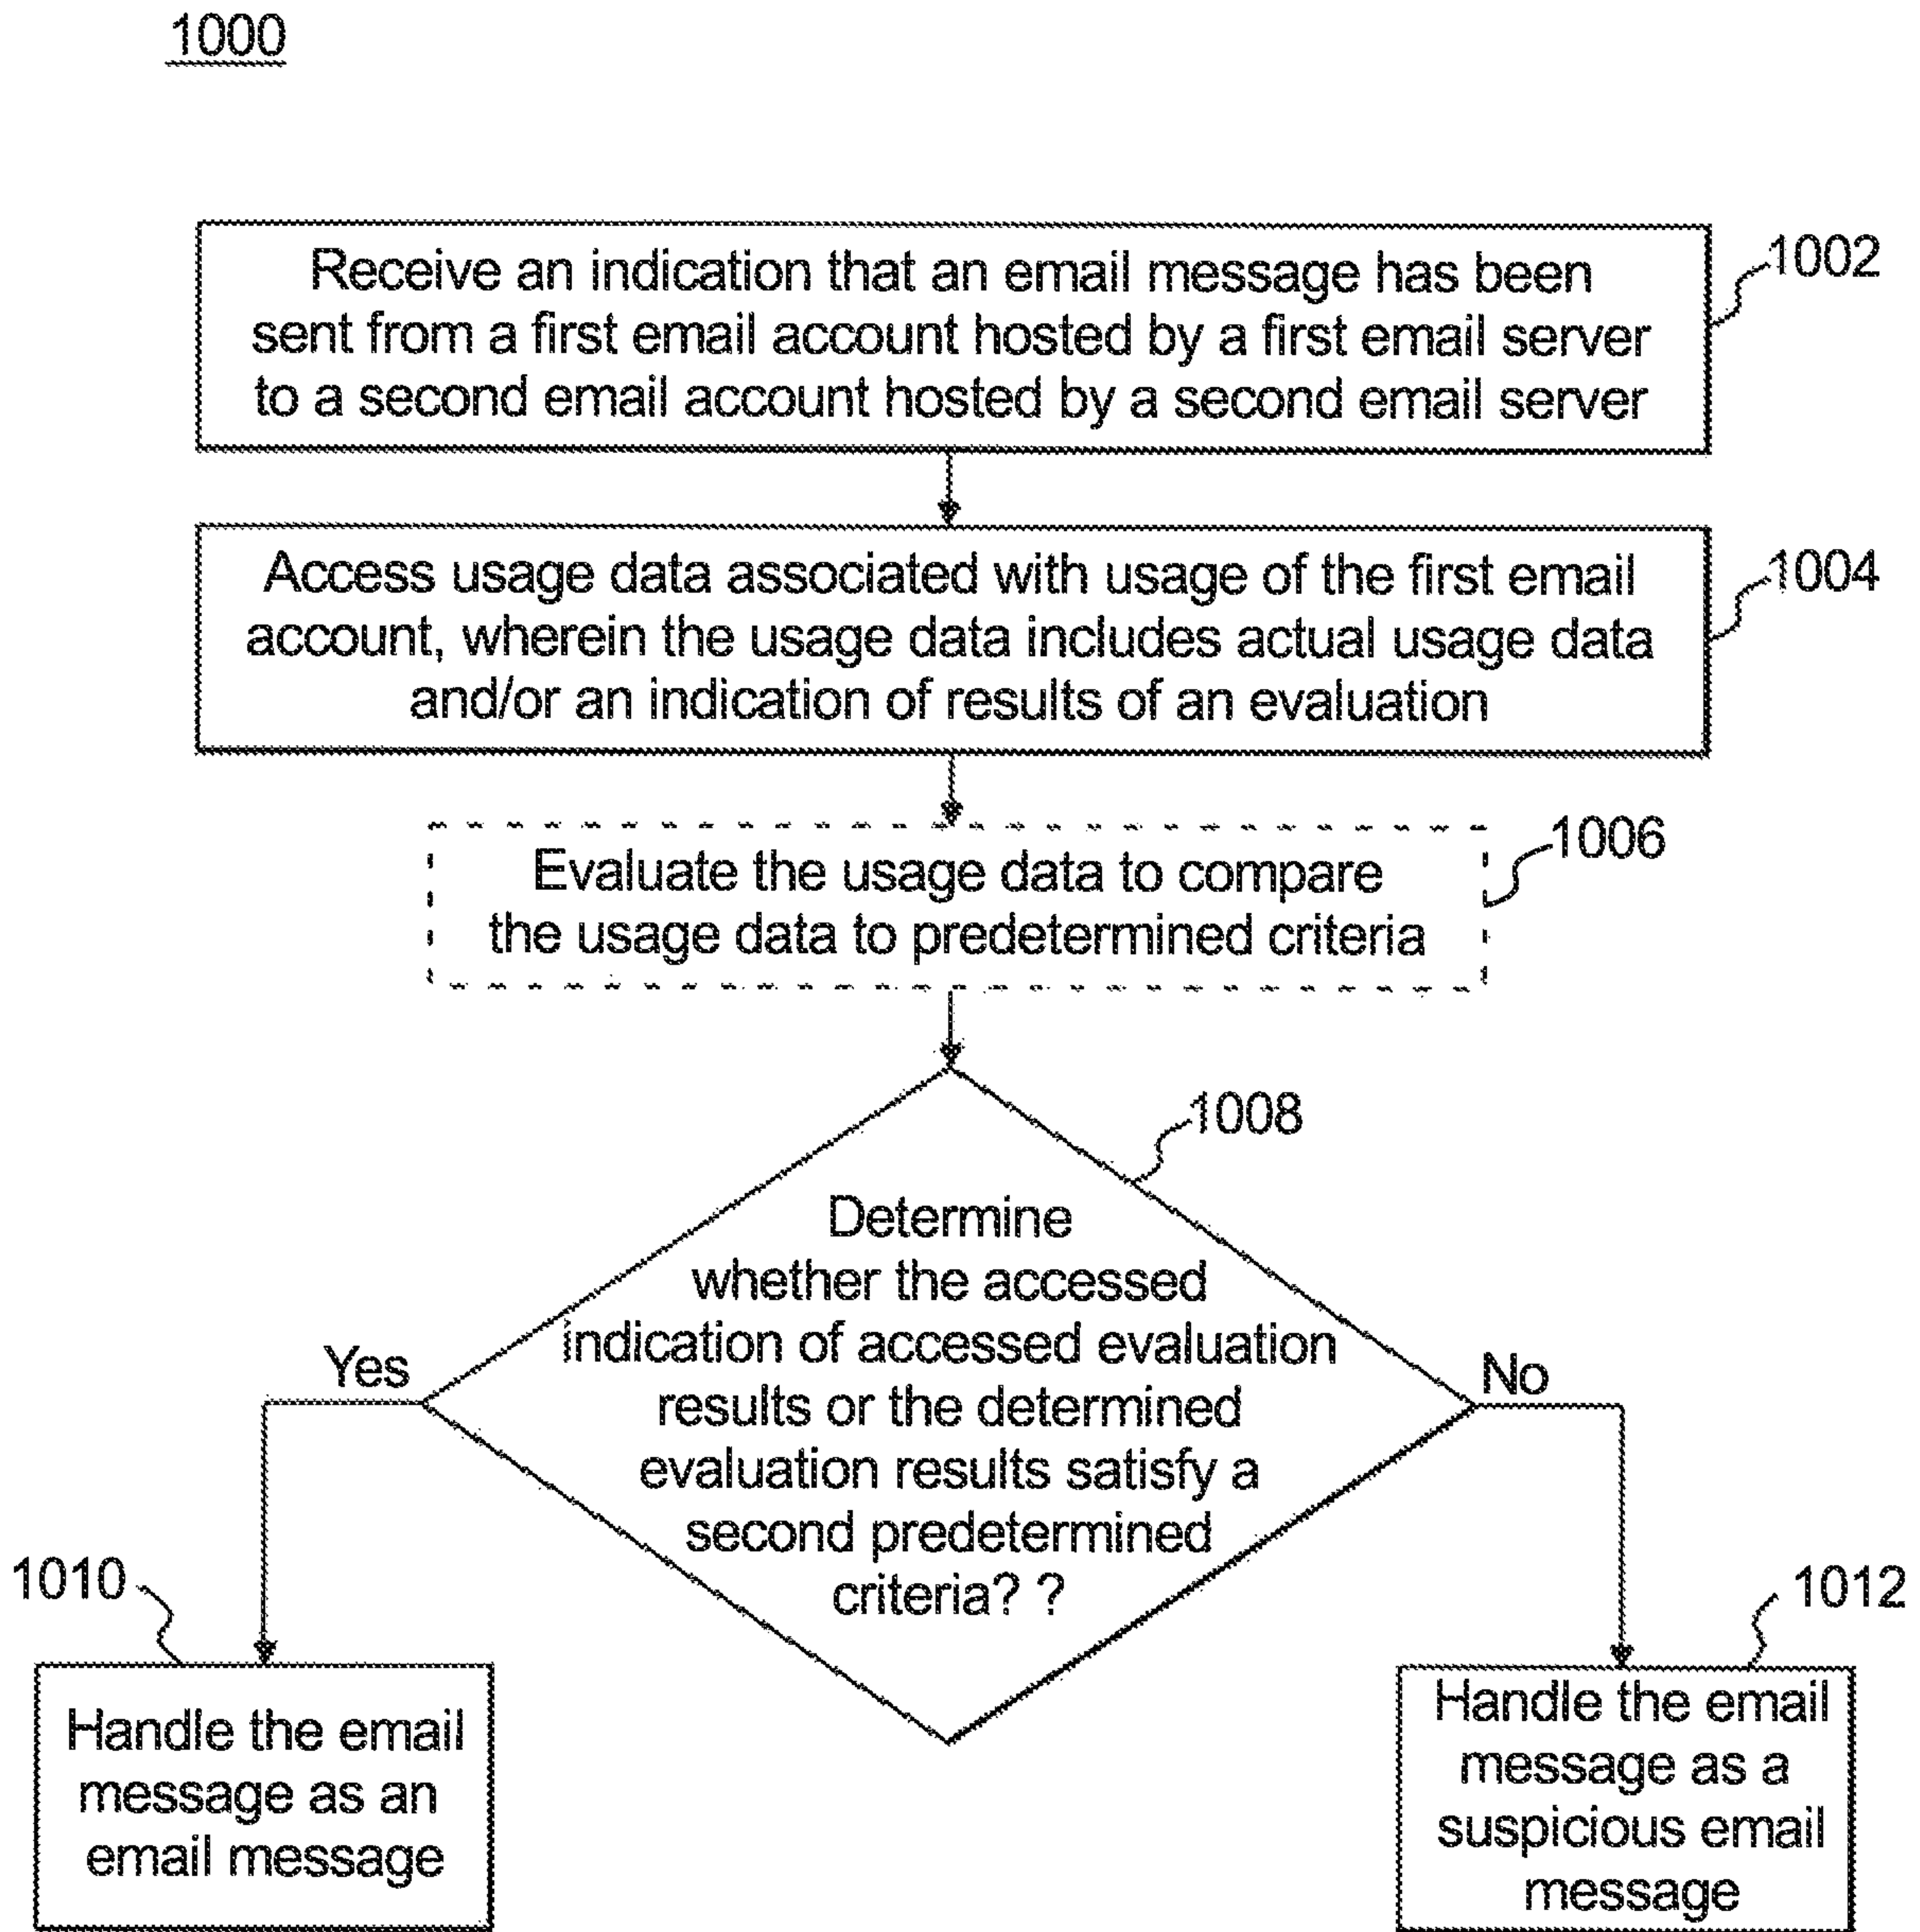 1000
Receive an indication that an email message has been
sent from a first email account hosted by a first email server
to a second email account hosted by a second email server
1002
Access usage data associated with usage of the first email
account, wherein the usage data includes actual usage data
and/or an indication of results of an evaluation
1004
Evaluate the usage data to compare
the usage data to predetermined criteria
1006
1008
Determine
whether the accessed
indication of accessed evaluation
results or the determined
evaluation results satisfy a
second predetermined
criteria? ?
Yes
No
1010
Handle the email
message as an
email message
1012
Handle the email
message as a
suspicious email
message